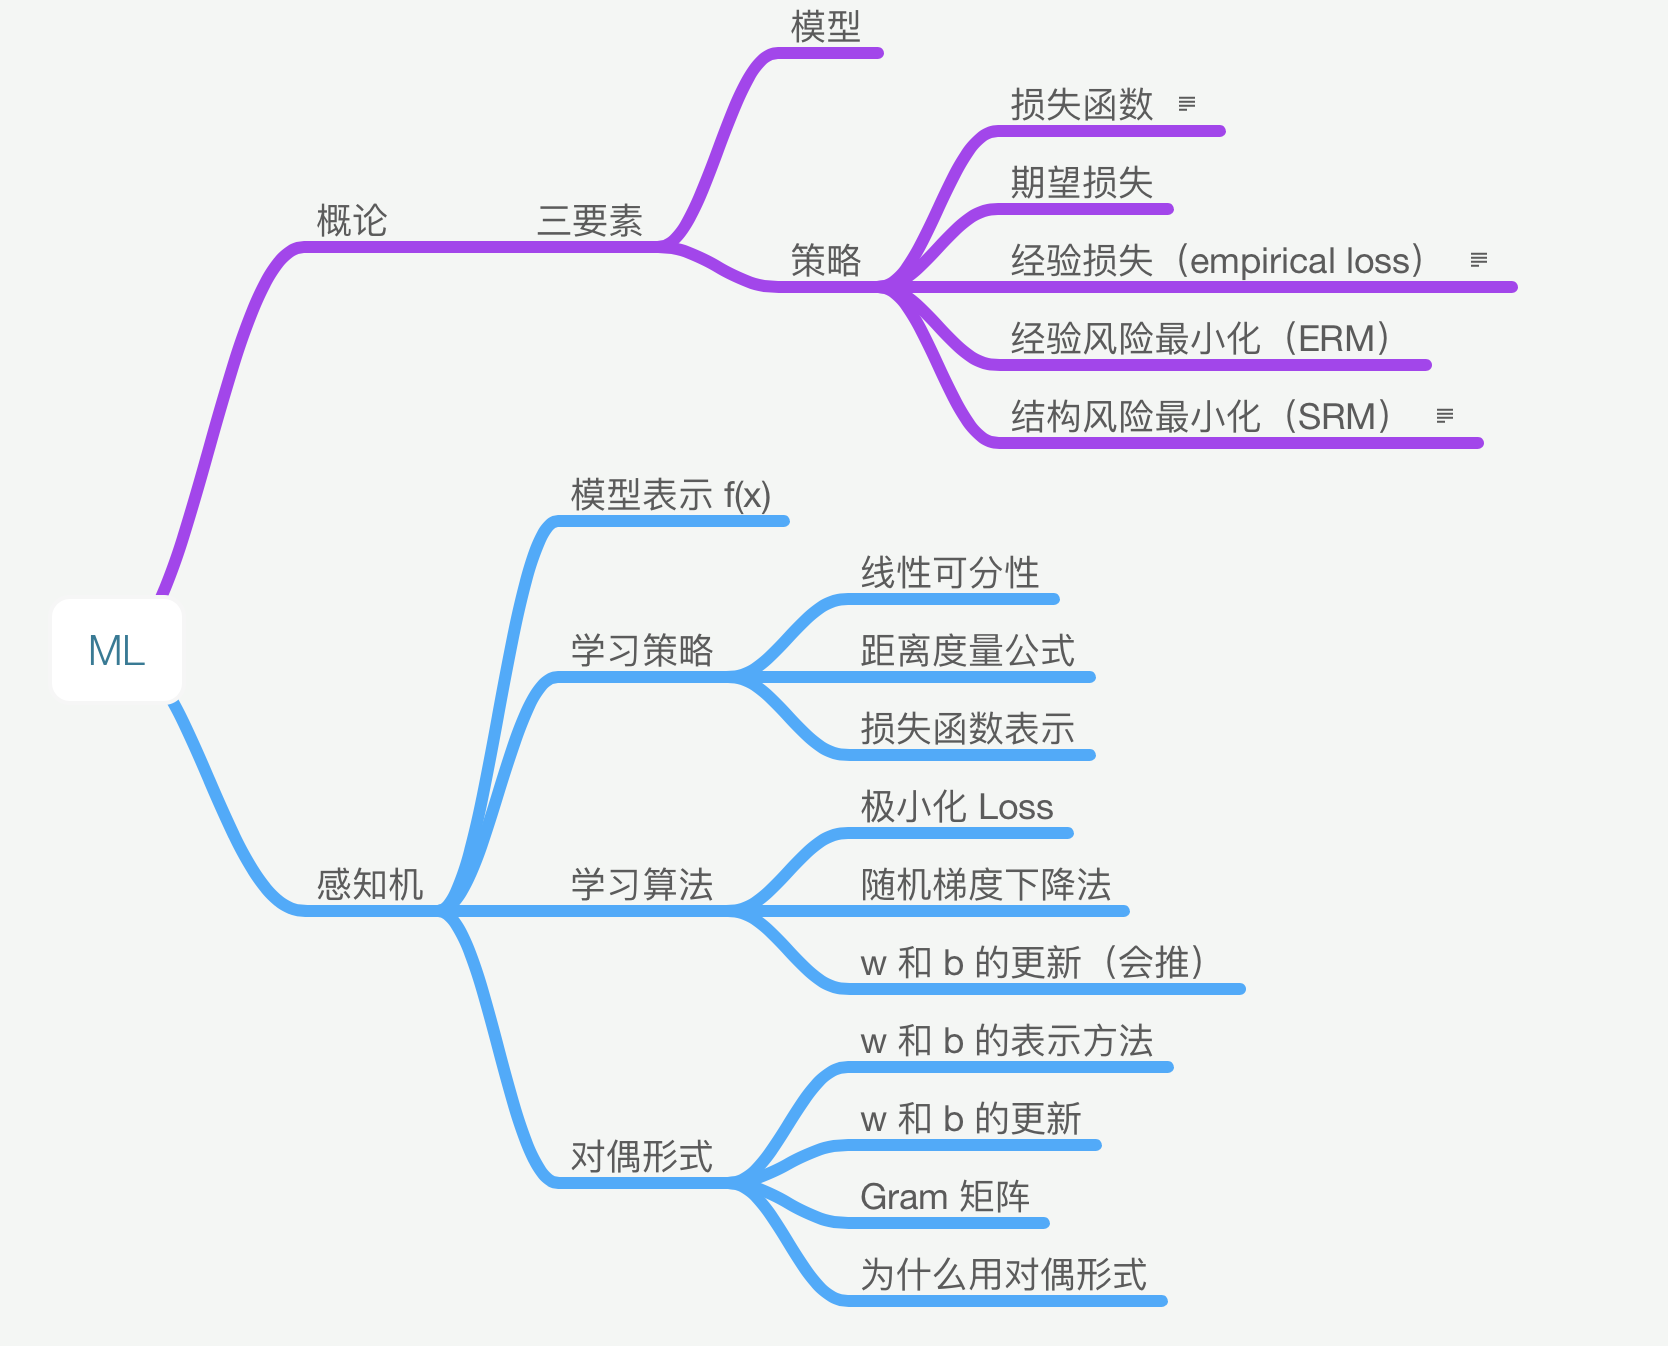 ML
概论
三要素
模型
策略
损失函数
期望损失
经验损失（empirical loss）
经验风险最小化（ERM）
结构风险最小化（SRM）
感知机
模型表示 f(x)
学习策略
线性可分性
距离度量公式
损失函数表示
学习算法
极小化 Loss
随机梯度下降法
w 和 b 的更新（会推）
对偶形式
w 和 b 的表示方法
w 和 b 的更新
Gram 矩阵
为什么用对偶形式